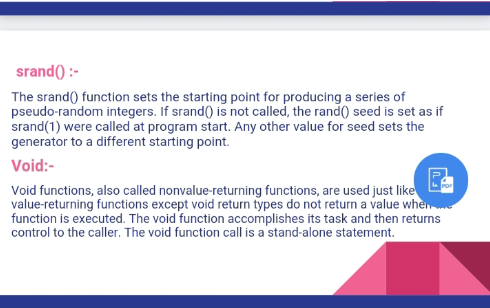 srand() :-
The srand() function sets the starting point for producing a series of
pseudo-random integers. If srand() is not called, the rand() seed is set as if
srand(1) were called at program start. Any other value for seed sets the
generator to a different starting point.
Void:-
Void functions, also called nonvalue-returning functions, are used just like
value-returning functions except void return types do not return a value when the
function is executed. The void function accomplishes its task and then returns
control to the caller. The void function call is a stand-alone statement.
PDF